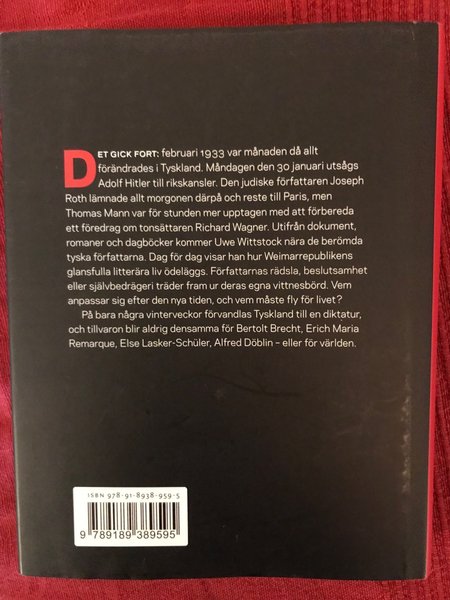 DET GICK FORT: februari 1933 var månaden då allt
förändrades i Tyskland. Måndagen den 30 januari utsågs
Adolf Hitler till rikskansler. Den judiske författaren Joseph
Roth lämnade allt morgonen därpå och reste till Paris, men
Thomas Mann var för stunden mer upptagen med att förbereda
ett föredrag om tonsättaren Richard Wagner. Utifrån dokument,
romaner och dagböcker kommer Uwe Wittstock nära de berömda
tyska författarna. Dag för dag visar han hur Weimarrepublikens
glansfulla litterära liv ödeläggs. Författarnas rädsla, beslutsamhet
eller självbedrägeri träder fram ur deras egna vittnesbörd. Vem
anpassar sig efter den nya tiden, och vem måste fly för livet?
På bara några vinterveckor förvandlas Tyskland till en diktatur,
och tillvaron blir aldrig densamma för Bertolt Brecht, Erich Maria
Remarque, Else Lasker-Schüler, Alfred Döblin – eller för världen.
ISBN 978-91-8938-959-5
9 789189 389595